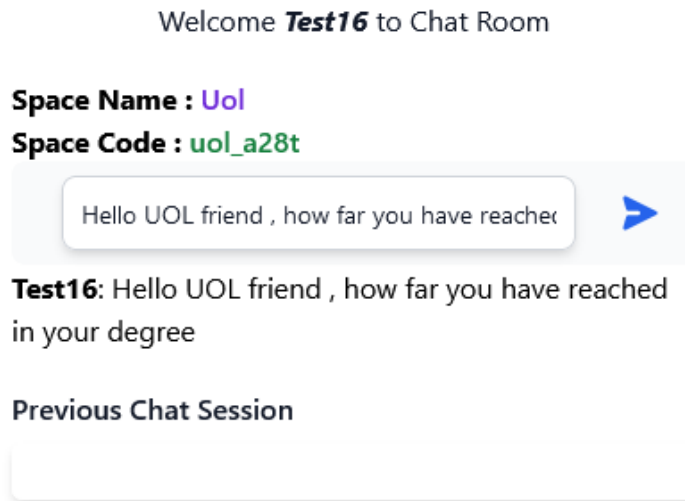 Welcome Test16 to Chat Room
Space Name : Uol
Space Code : uol_a28t
Hello UOL friend , how far you have reached
Test16: Hello UOL friend , how far you have reached
in your degree
Previous Chat Session